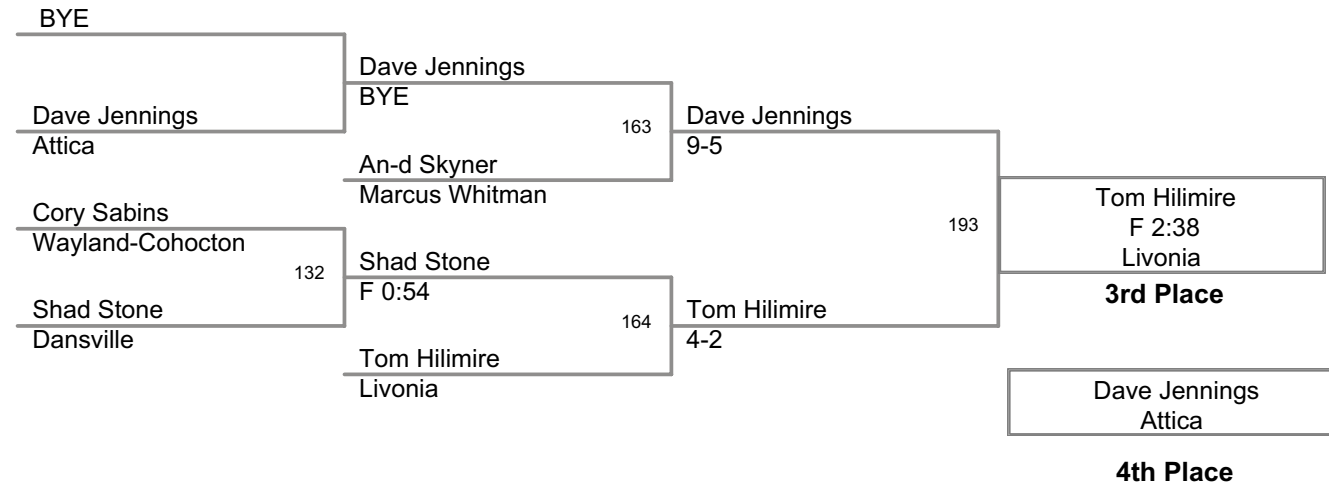 BYE
Dave Jennings
Attica
Cory Sabins
Wayland-Cohocton
132
Shad Stone
Dansville
Dave Jennings
BYE
163
An-d Skyner
Marcus Whitman
Shad Stone
F 0:54
164
Tom Hilimire
Livonia
Dave Jennings
9-5
193
Tom Hilimire
4-2
Tom Hilimire
F 2:38
Livonia
3rd Place
Dave Jennings
Attica
4th Place